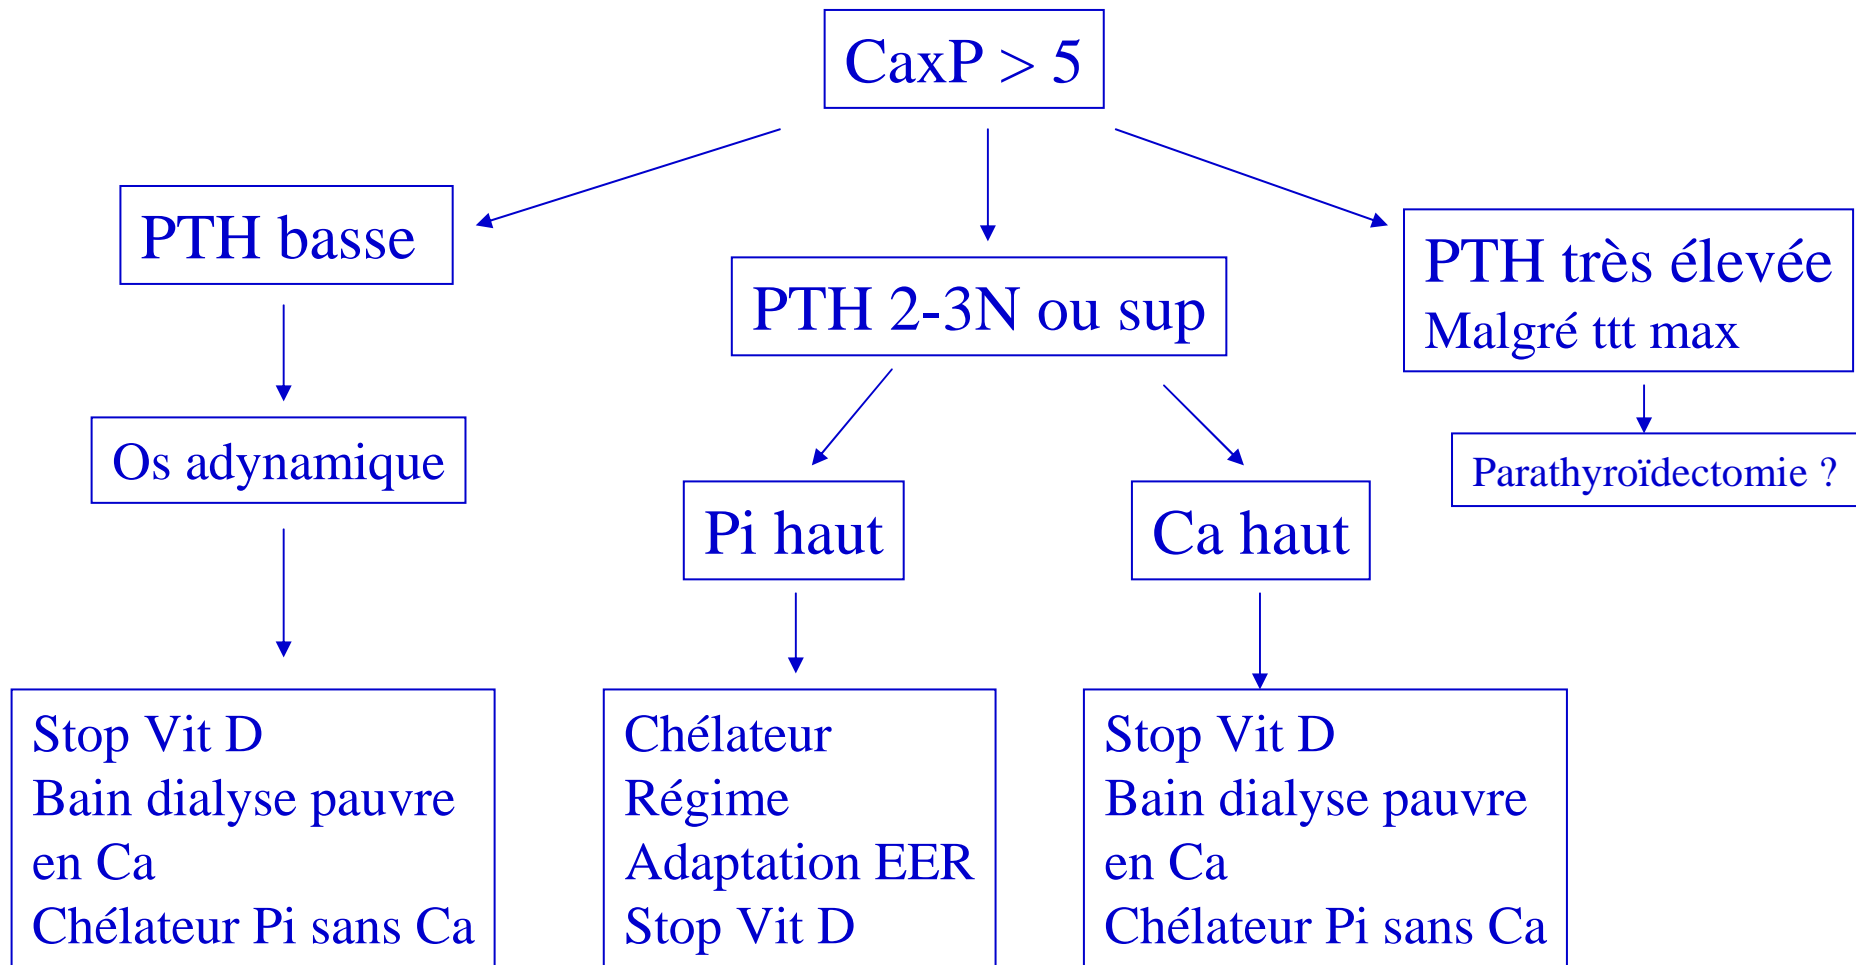 CaxP > 5
PTH basse
PTH 2-3N ou sup
PTH très élevée
Malgré ttt max
Os adynamique
Pi haut
Ca haut
Parathyroïdectomie ?
Stop Vit D
Bain dialyse pauvre
en Ca
Chélateur Pi sans Ca
Chélateur
Régime
Adaptation EER
Stop Vit D
Stop Vit D
Bain dialyse pauvre
en Ca
Chélateur Pi sans Ca